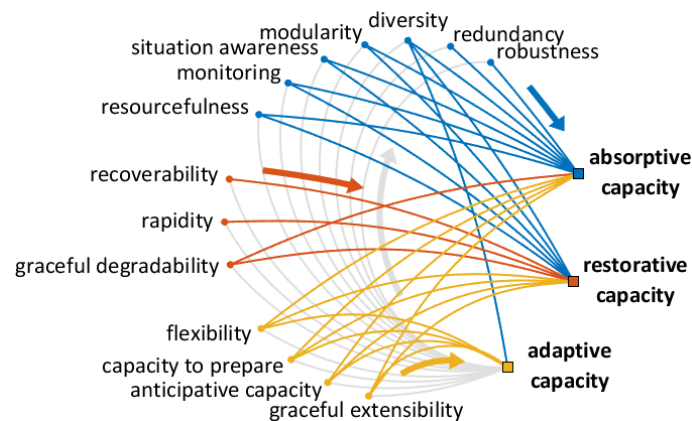 diversity
modularity
redundancy
situation awareness
robustness
monitoring
resourcefulness
absorptive
capacity
recoverability
rapidity
graceful degradability
restorative
capacity
flexibility
adaptive
capacity
capacity to prepare
anticipative capacity
graceful extensibility